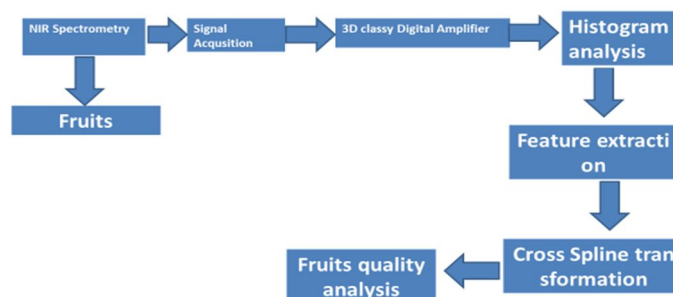 NIR Spectrometry
Signal
Acqusition
3D classy Digital Amplifier
Histogram
analysis
Fruits
Feature extracti
on
Cross Spline tran
sformation
Fruits quality
analysis